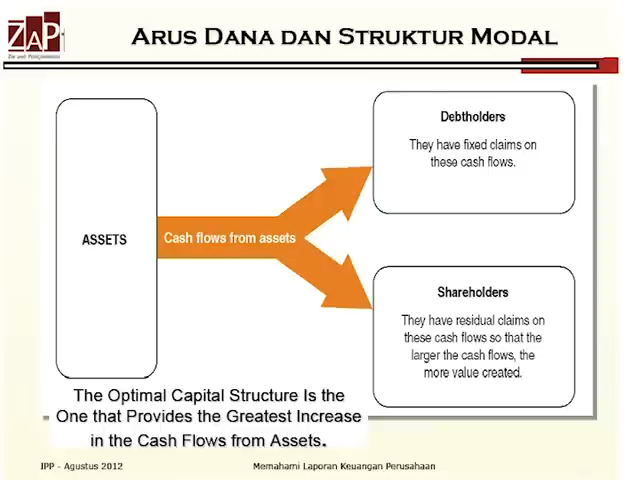 ZAPi
ARUS DANA DAN STRUKTUR MODAL
Debtholders
They have fixed claims on
these cash flows.
ASSETS
Cash flows from assets
Shareholders
They have residual claims on
these cash flows so that the
larger the cash flows, the
more value created.
The Optimal Capital Structure Is the
One that Provides the Greatest Increase
in the Cash Flows from Assets.
IPP - Agustus 2012
Memahami Laporan Keuangan Perusahaan